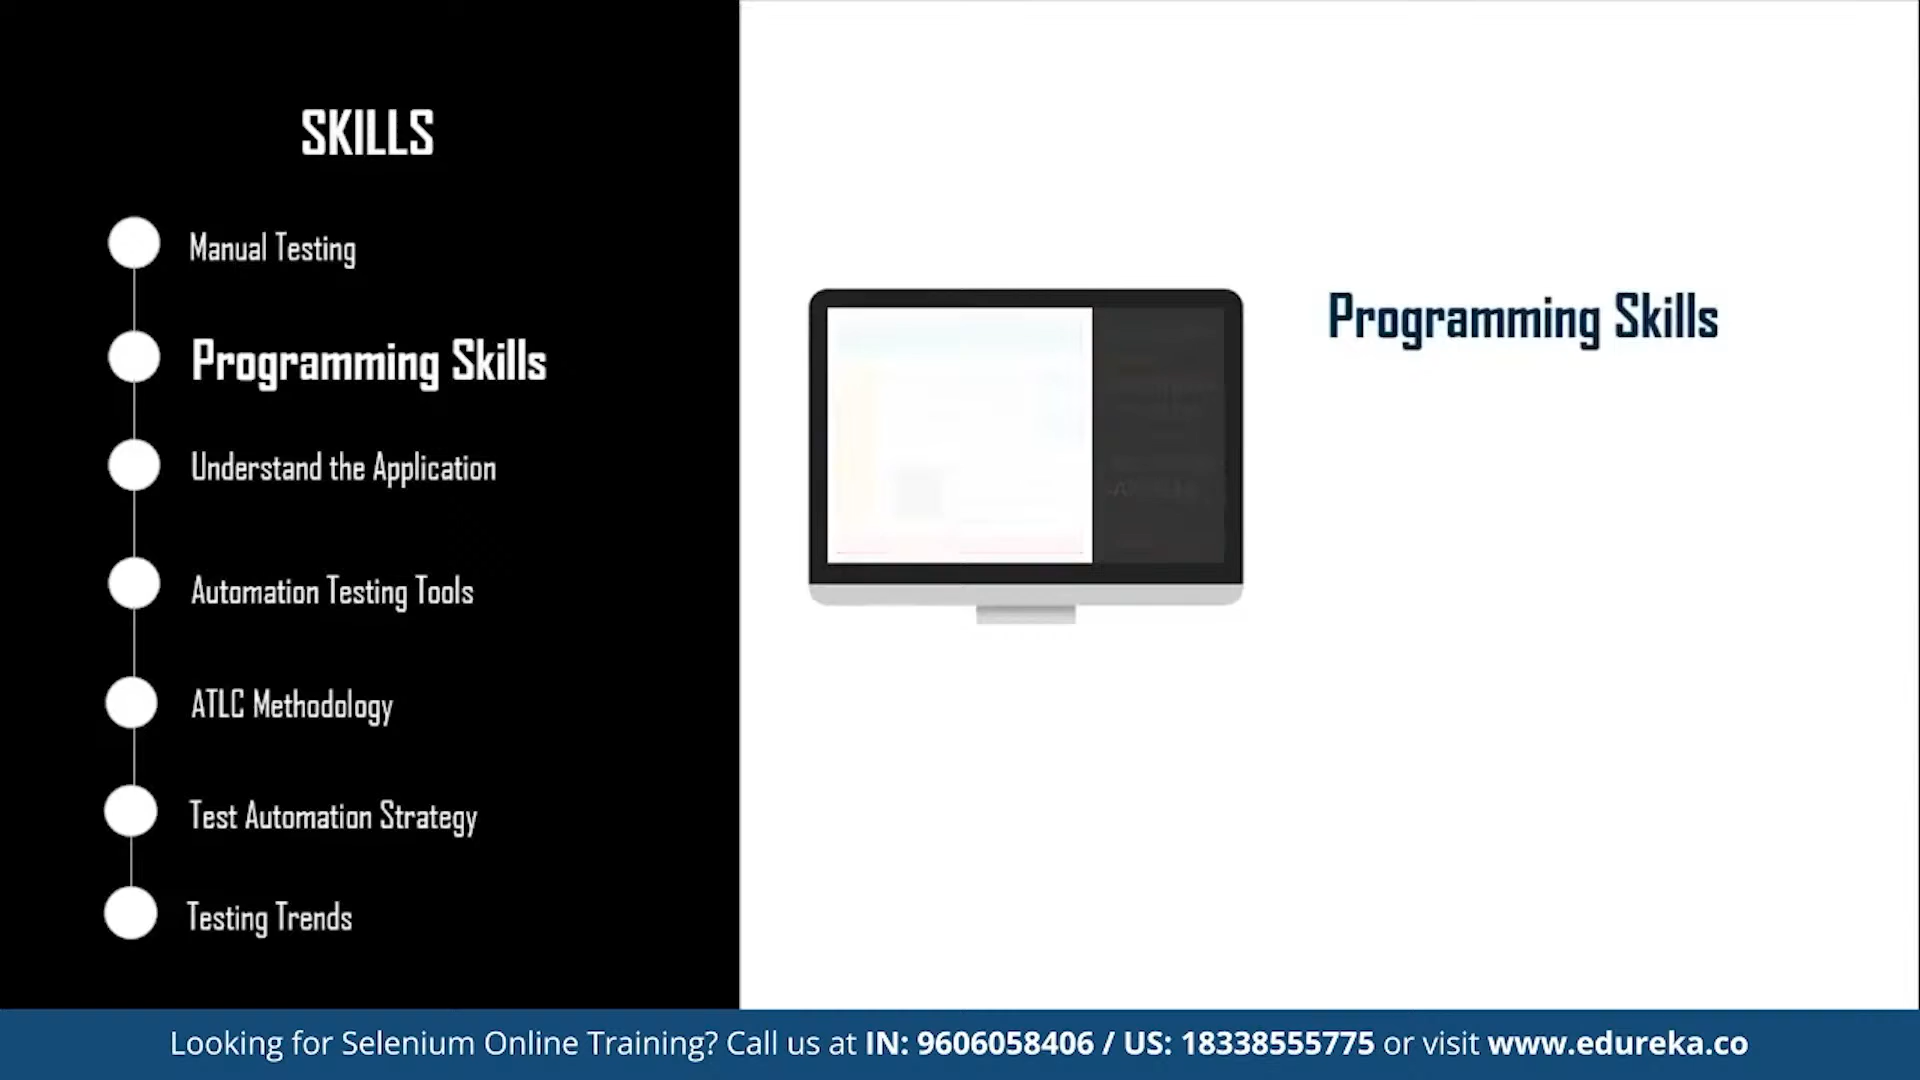 SKILLS
Manual Testing
Programming Skills
Understand the Application
Automation Testing Tools
ATLC Methodology
Test Automation Strategy
Testing Trends
Programming Skills
Looking for Selenium Online Training? Call us at IN: 9606058406 / US: 18338555775 or visit www.edureka.co